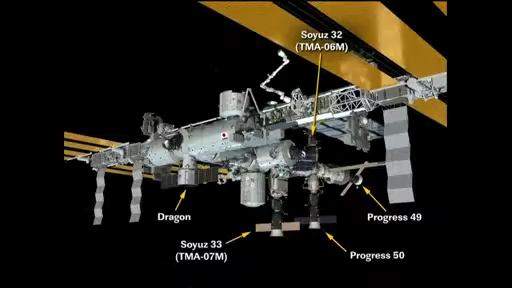 Soyuz 32
(TMA-06M)
Dragon
Progress 49
Soyuz 33
(TMA-07M)
Progress 50